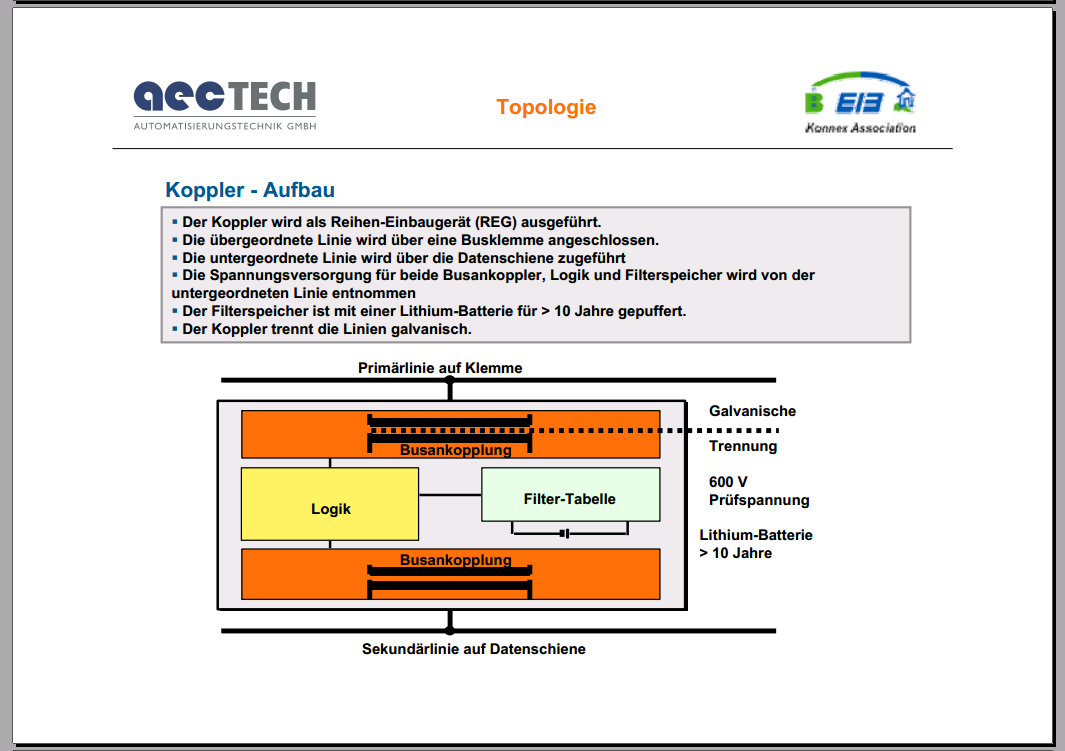 aecTECH
AUTOMATISIERUNGSTECHNIK GMBH
Topologie
B EIB
Konnex Association
Koppler - Aufbau
▪ Der Koppler wird als Reihen-Einbaugerät (REG) ausgeführt.
▪ Die übergeordnete Linie wird über eine Busklemme angeschlossen.
▪ Die untergeordnete Linie wird über die Datenschiene zugeführt
▪ Die Spannungsversorgung für beide Busankoppler, Logik und Filterspeicher wird von der
untergeordneten Linie entnommen
▪ Der Filterspeicher ist mit einer Lithium-Batterie für > 10 Jahre gepuffert.
▪ Der Koppler trennt die Linien galvanisch.
Primärlinie auf Klemme
Galvanische
Trennung
Busankopplung
600 V
Prüfspannung
Logik
Filter-Tabelle
Lithium-Batterie
> 10 Jahre
Busankopplung
Sekundärlinie auf Datenschiene